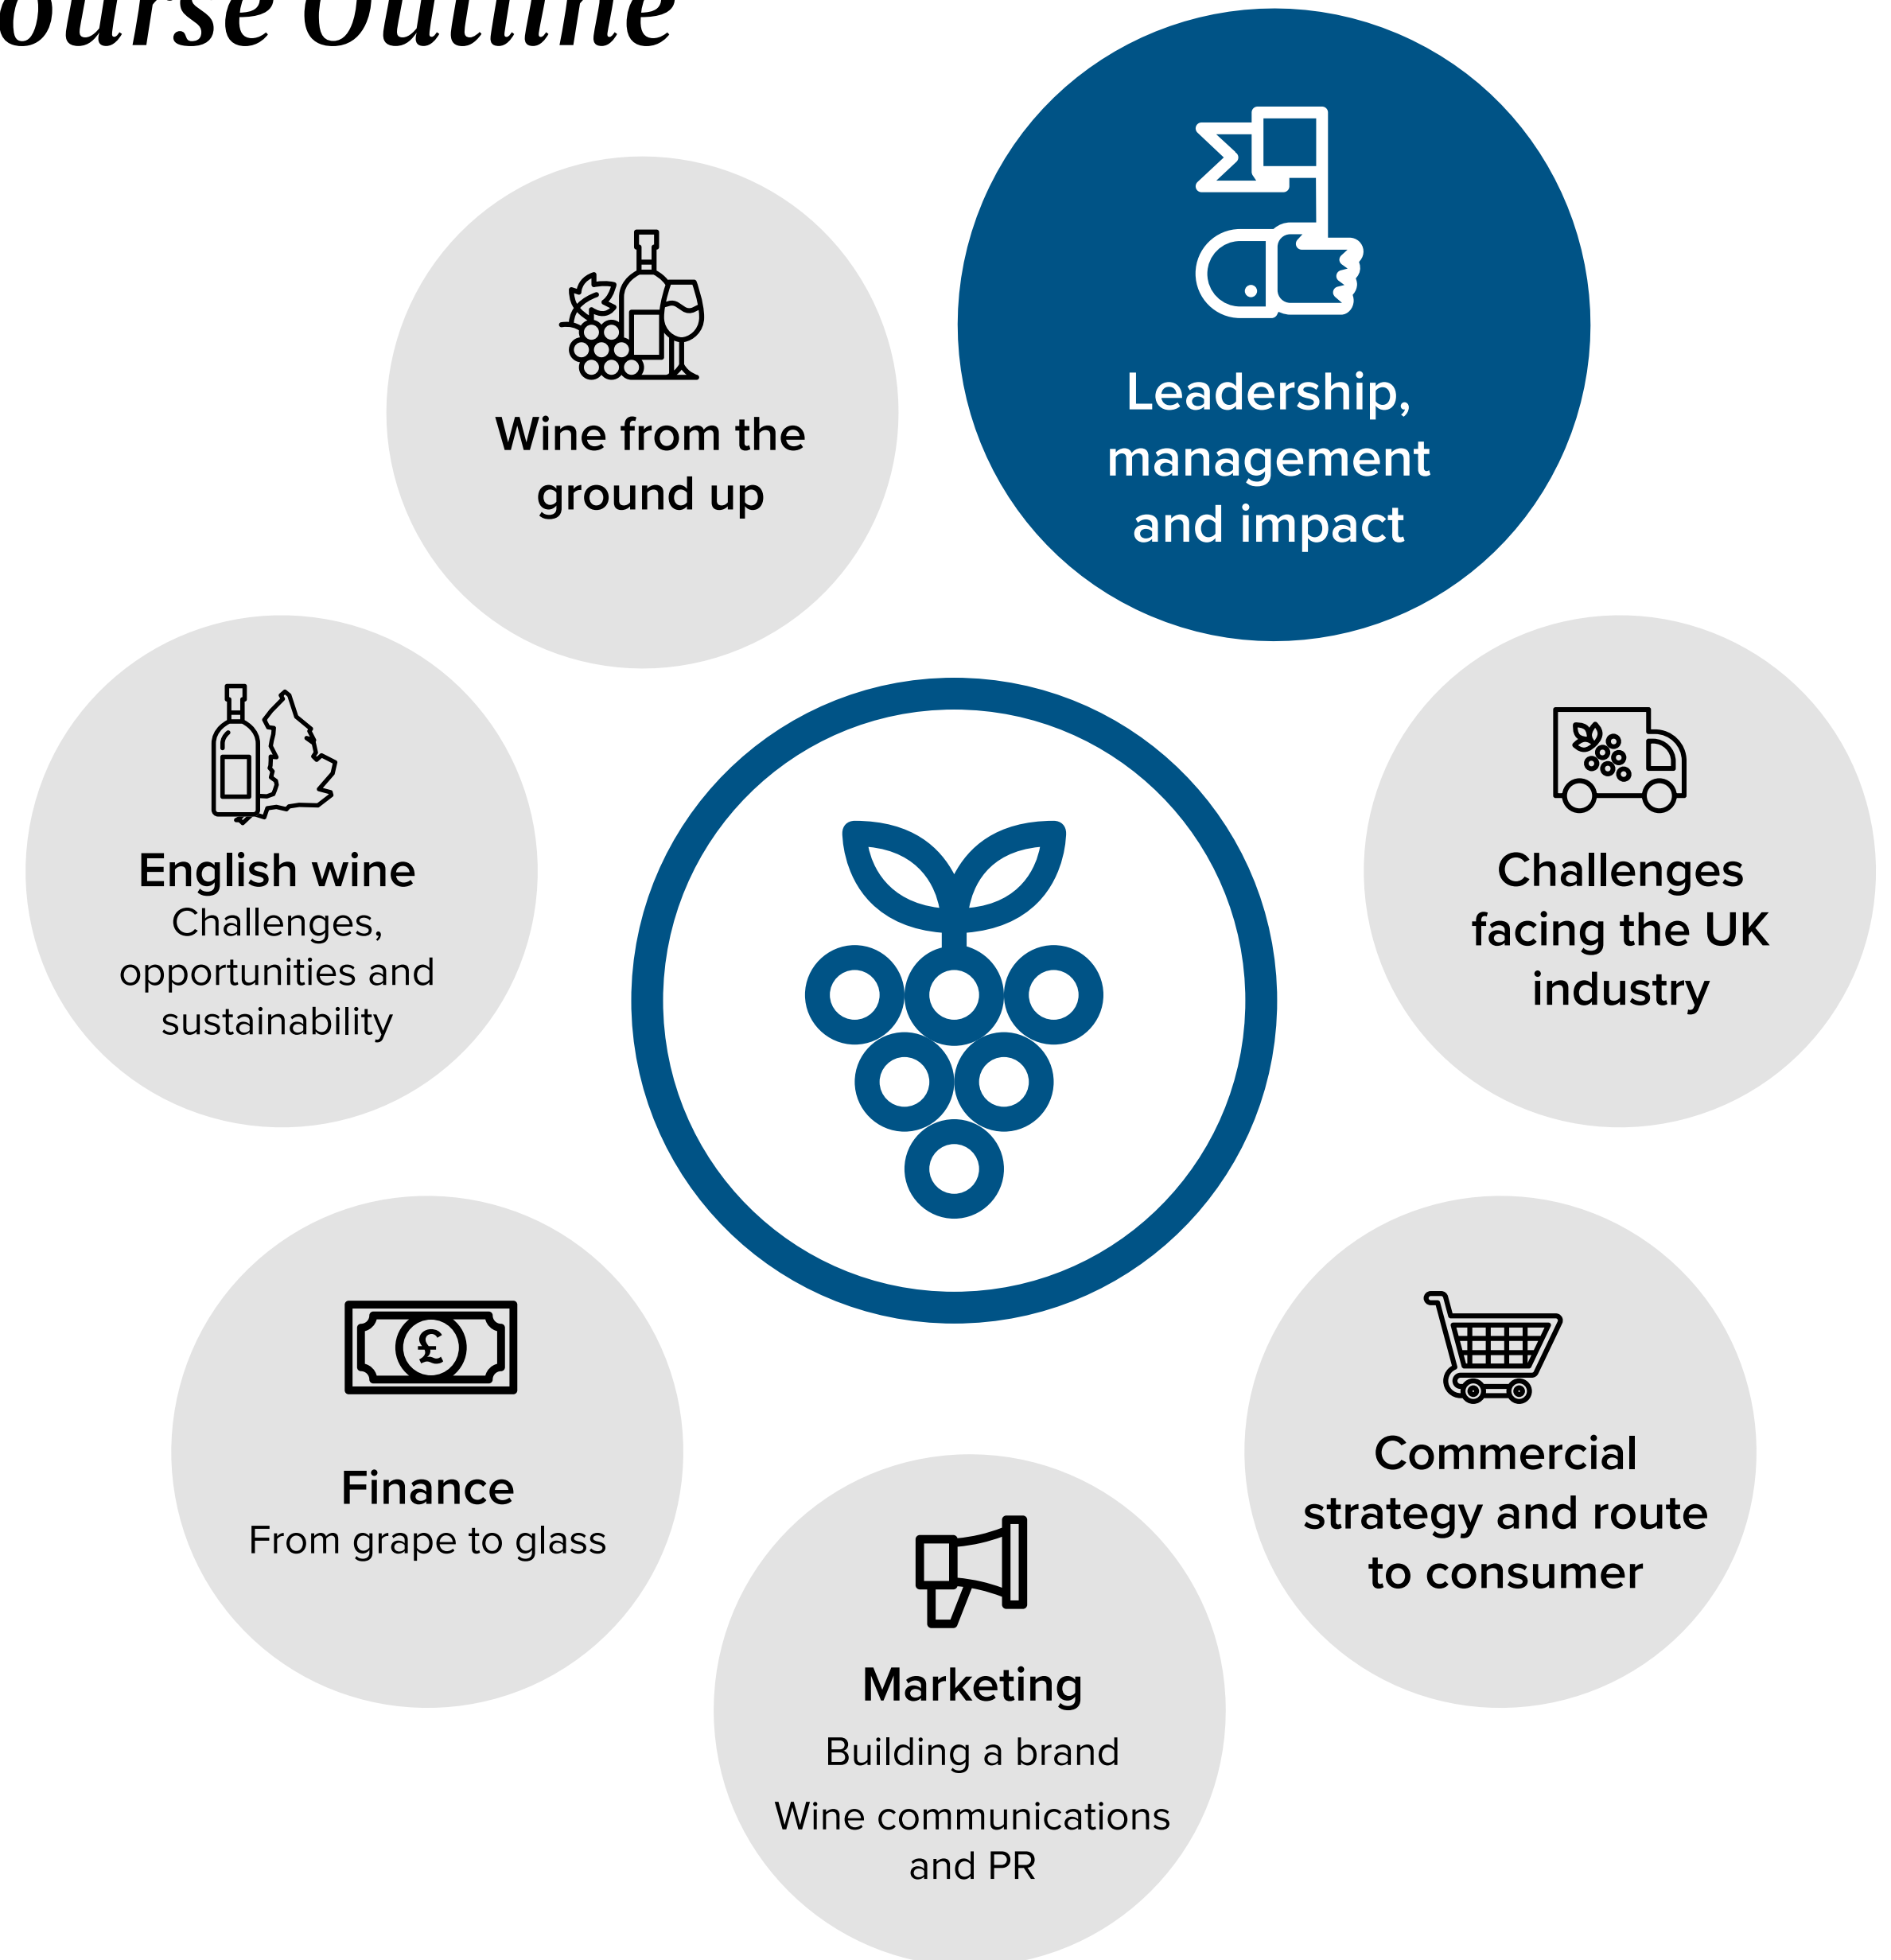 ourse Outline
Leadership,
management
and impact
Wine from the
ground up
English wine
Challenges,
opportunities and
sustainability
Challenges
facing the UK
industry
£
Finance
From grape to glass
Commercial
strategy and route
to consumer
Marketing
Building a brand
Wine communications
and PR